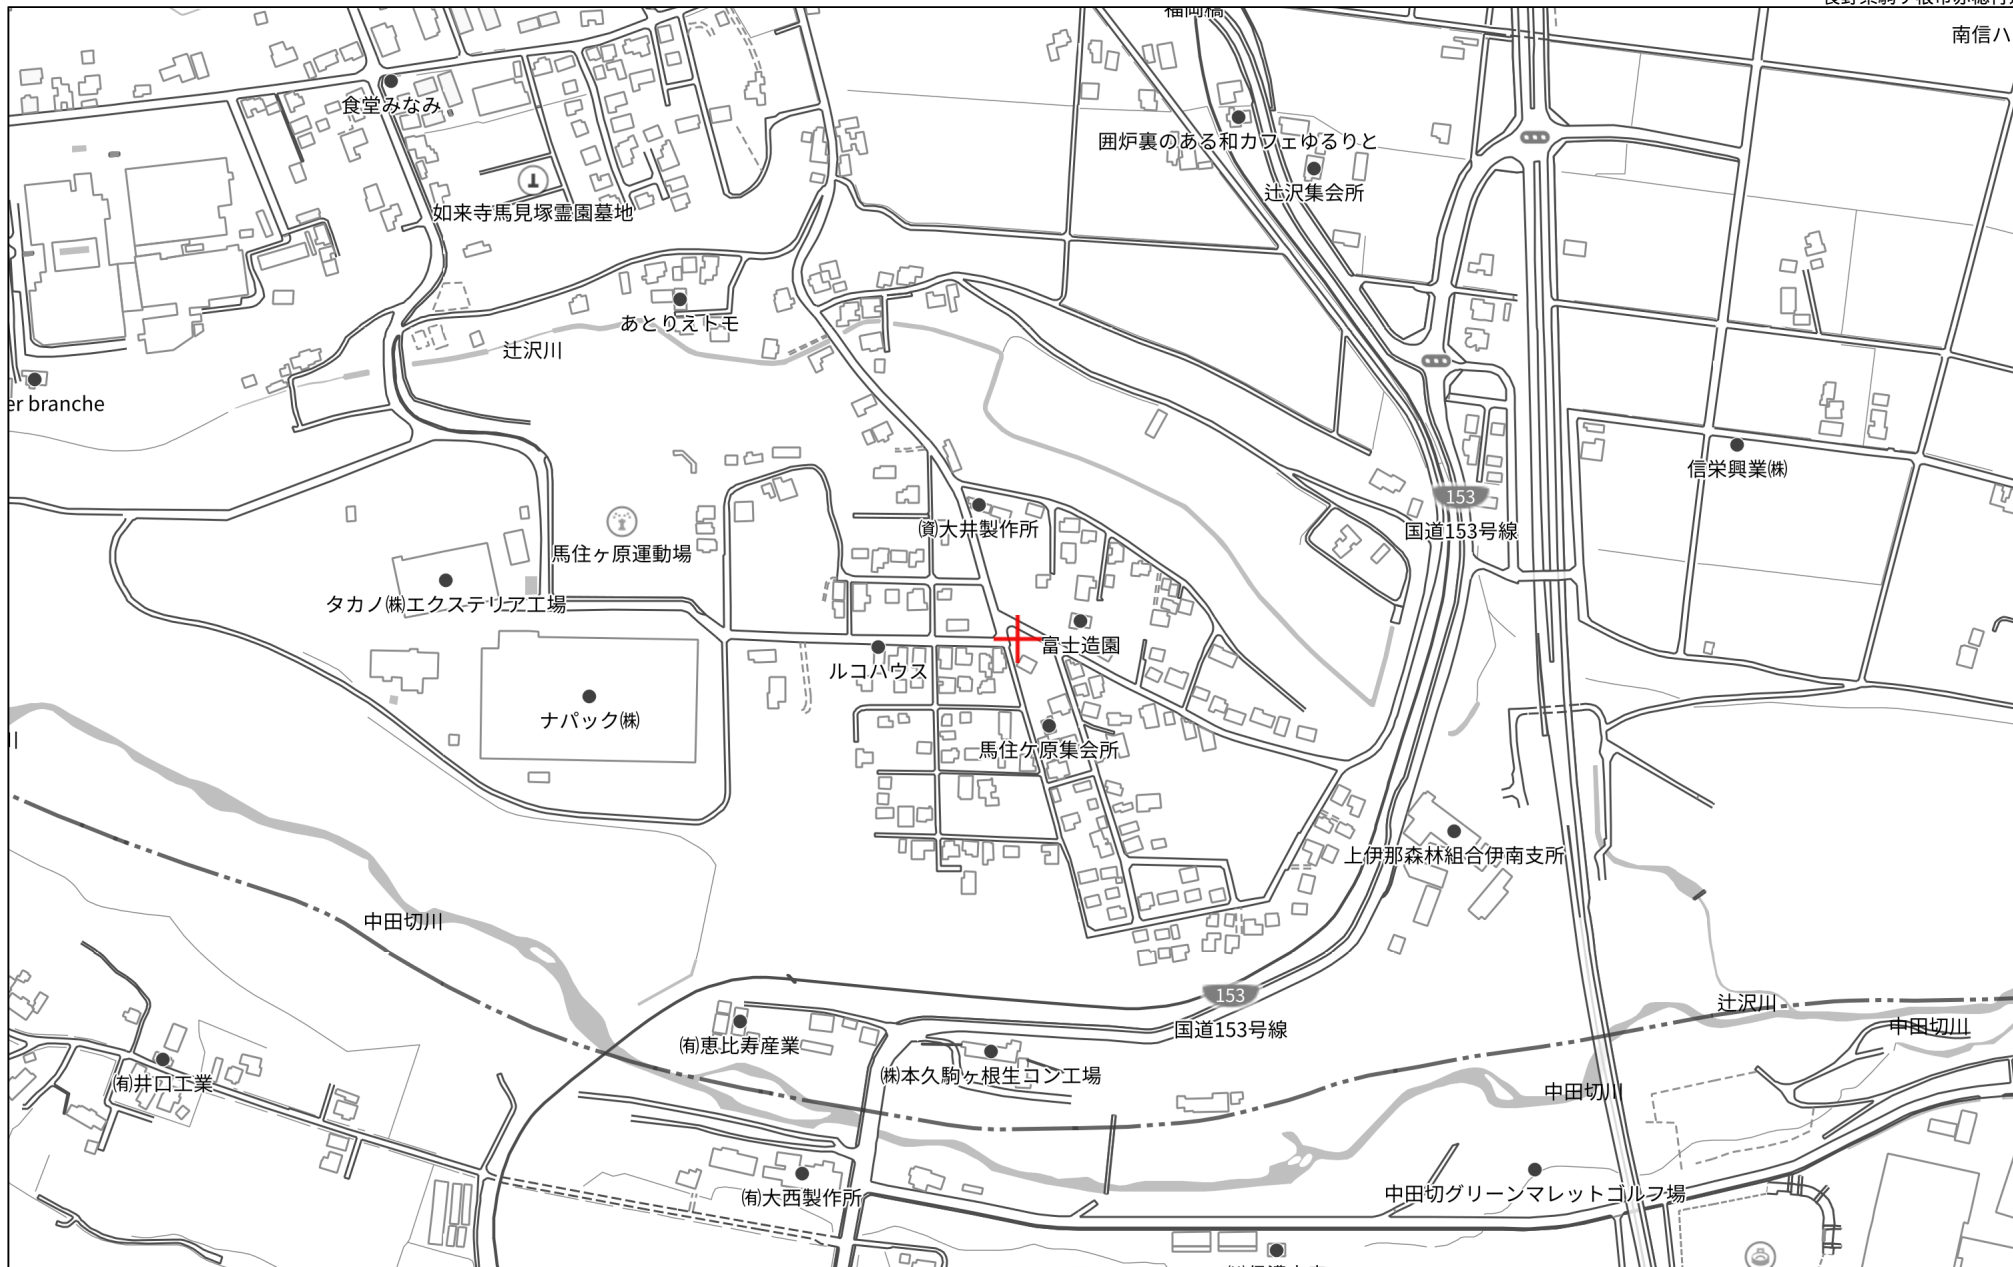 福岡橋
南信ハ
食堂みなみ
囲炉裏のある和カフェゆるりと
辻沢集会所
如来寺馬見塚霊園墓地
あとりえトモ
辻沢川
er branche
信栄興業㈱
153
国道153号線
㈾大井製作所
馬住ヶ原運動場
タカノ㈱エクステリア工場
富士造園
ルコハウス
ナパック㈱
川
馬住ケ原集会所
上伊那森林組合伊南支所
中田切川
153
辻沢川
国道153号線
中田切川
㈲恵比寿産業
㈱本久駒ヶ根生コン工場
㈲井口工業
中田切川
㈲大西製作所
中田切グリーンマレットゴルフ場